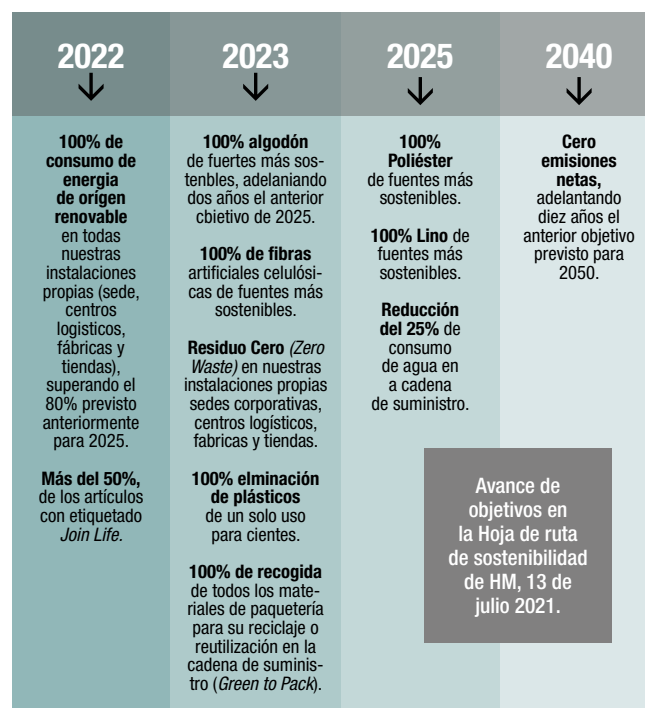 2022
100% de
consumo de
energia
de orígen
renovable
en todas
nuestras
instalaciones
propias (sede,
centros
logisticos,
fábricas y
tiendas),
superando el
80% previsto
anteriormente
para 2025.
Más del 50%,
de los artículos
con etiquetado
Join Life.
2023
100% algodón
de fuertes más sos-
tenbles, adelaniando
dos años el anterior
cbietivo de 2025.
100% de fibras
artificiales celulósi-
cas de fuentes más
sostenibles.
Residuo Cero (Zero
Waste) en nuestras
instalaciones propias
sedes corporativas,
centros logísticos,
fabricas y tiendas.
100% elminación
de plásticos
de un solo uso
para cientes.
100% de recogida
de todos los mate-
riales de paquetería
para su reciclaje o
reutilización en la
cadena de suminis-
tro (Green to Pack).
2025
100%
Poliéster
de fuentes más
sostenibles.
100% Lino de
fuentes más
sostenibles.
Reducción
del 25% de
consumo
de agua en
a cadena
de suministro.
2040
Cero
emisiones
netas,
adelantando
diez años el
anterior objetivo
previsto para
2050.
Avance de
objetivos en
la Hoja de ruta
de sostenibilidad
de HM, 13 de
julio 2021.